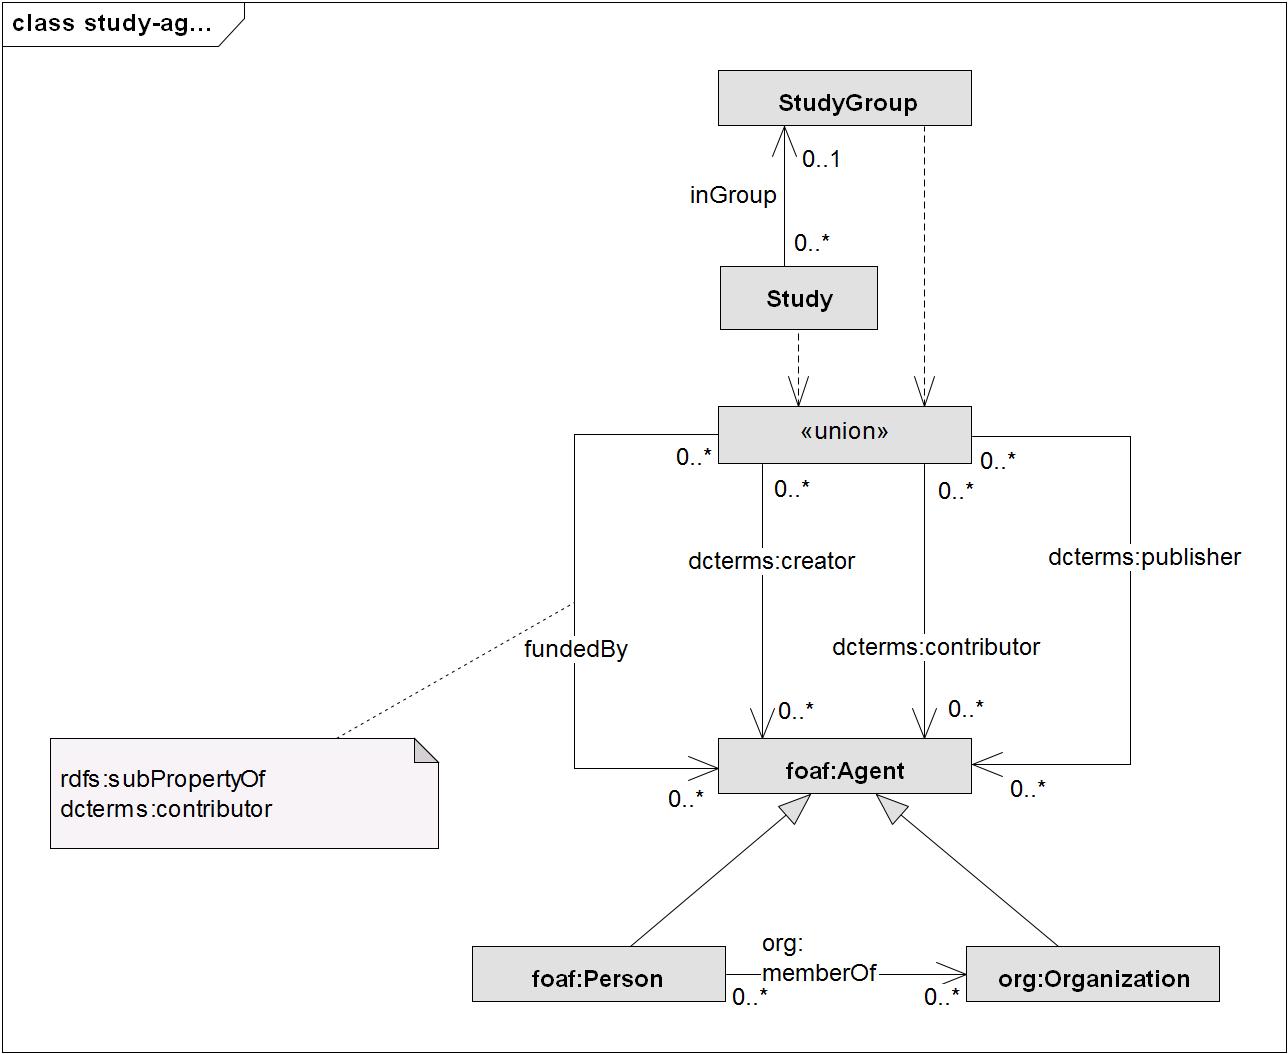 class study-ag...
StudyGroup
0..1
inGroup
0..*
Study
«union»
0..*
0..*
0..*
0..*
dcterms:creator
dcterms:publisher
fundedBy
dcterms:contributor
0..*
0..*
rdfs:subPropertyOf
dcterms:contributor
foaf:Agent
0..*
0..*
org:
memberOf
foaf:Person
org:Organization
0..*
0..*